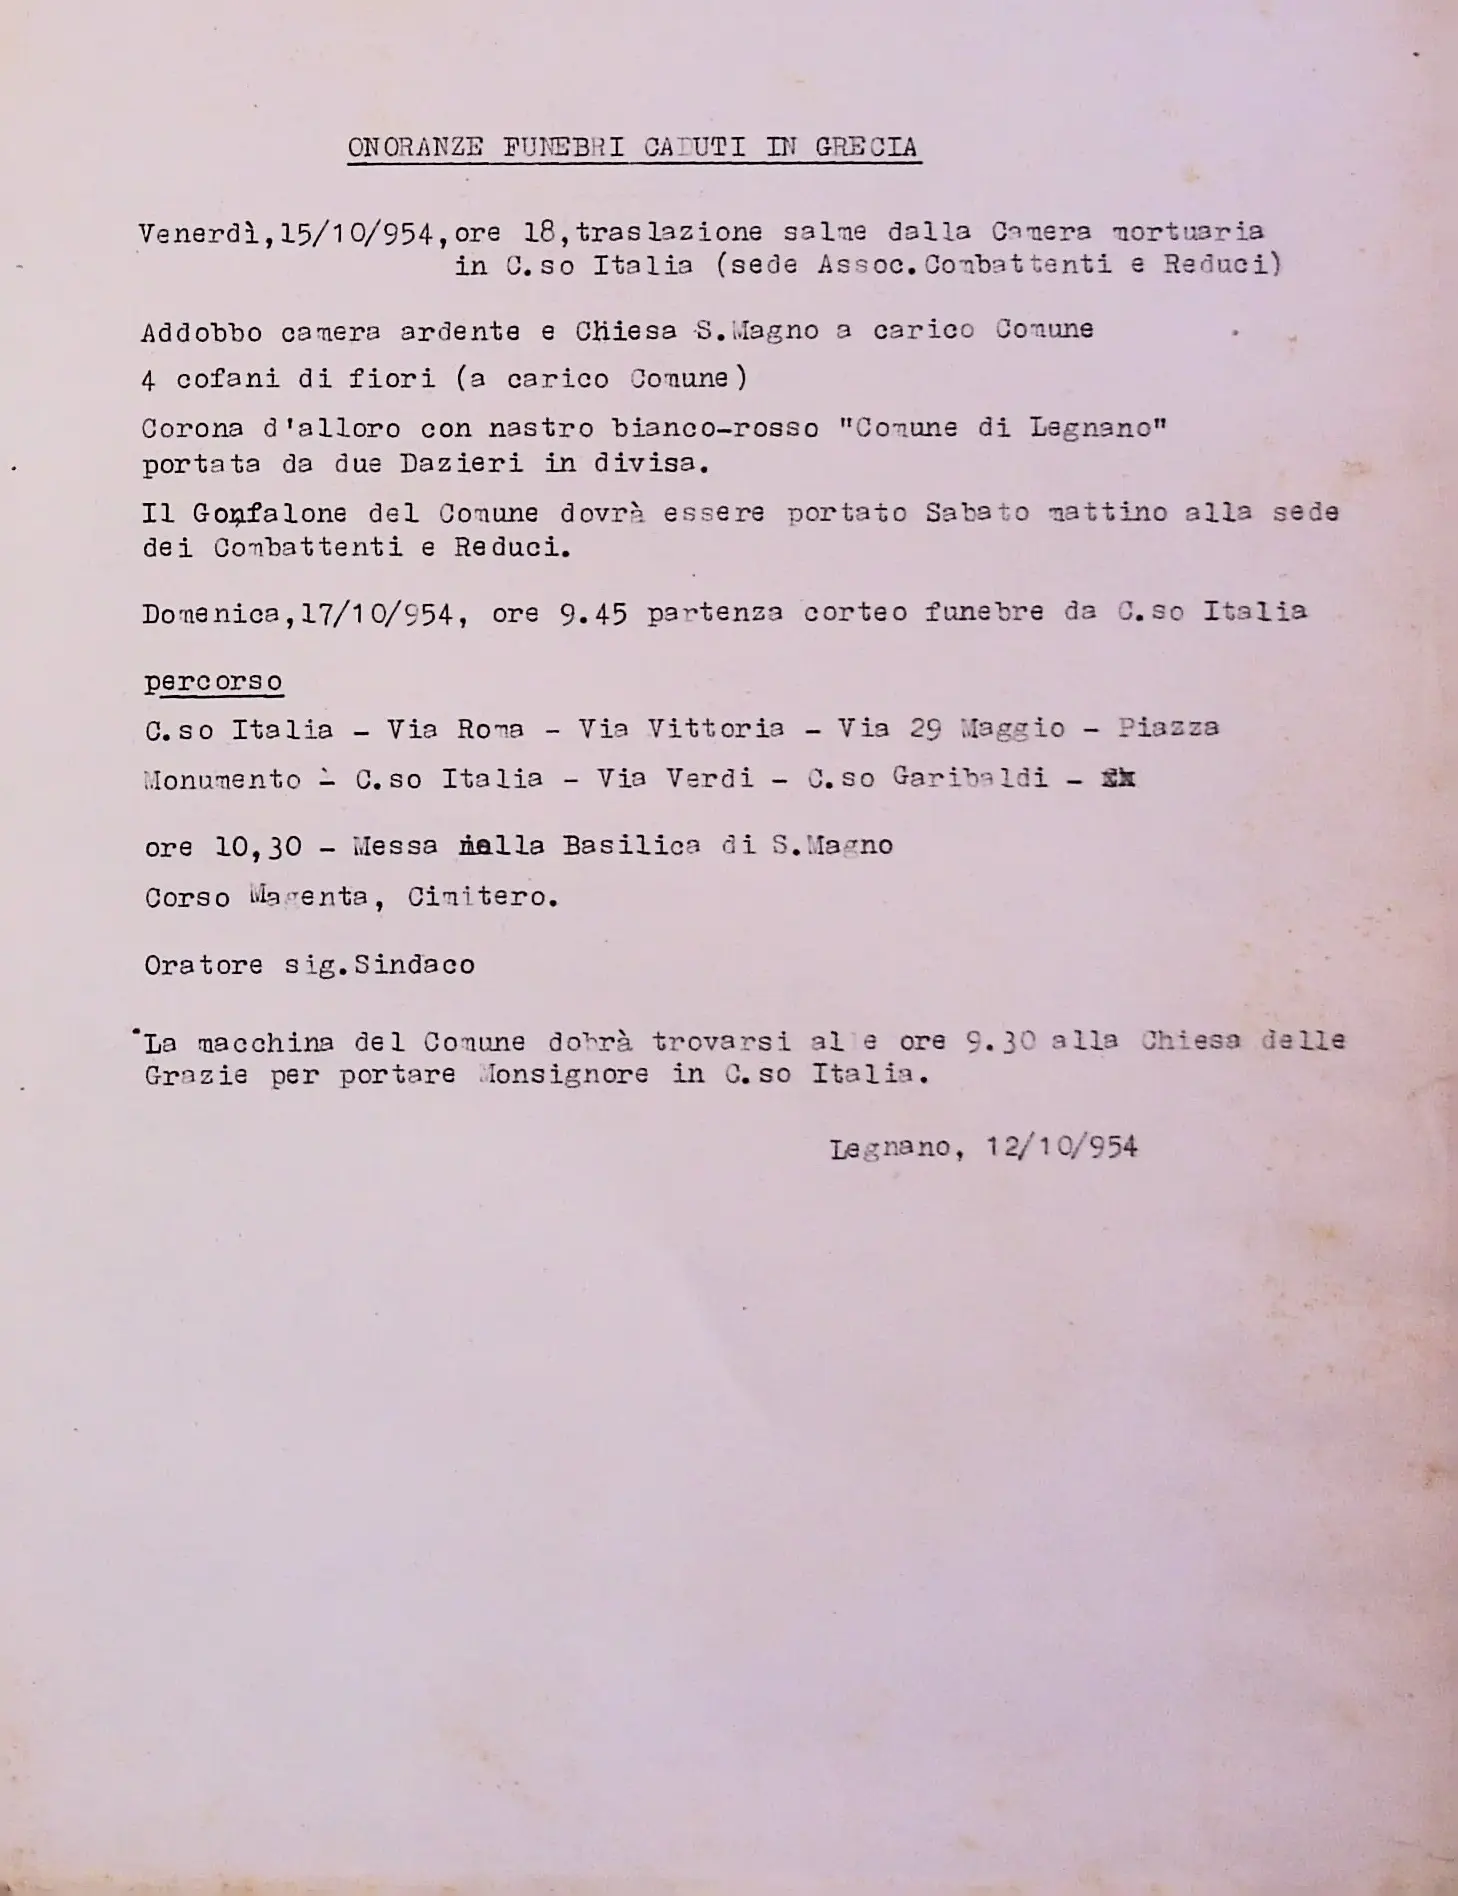 ONORANZE FUNEBRI CADUTI IN GRECIA
Venerdì,15/10/954,ore 18,traslazione salme dalla Camera mortuaria
in C.so Italia (sede Assoc.Combattenti e Reduci)
Addobbo camera ardente e Chiesa S.Magno a carico Comune
4 cofani di fiori (a carico Comune)
Corona d'alloro con nastro bianco-rosso "Comune di Legnano"
portata da due Dazieri in divisa.
Il Gonfalone del Comune dovrà essere portato Sabato mattino alla sede
dei Combattenti e Reduci.
Domenica,17/10/954, ore 9.45 partenza corteo funebre da C.so Italia
percorso
C.so Italia - Via Roma - Via Vittoria - Via 29 Maggio - Piazza
Monumento - C.so Italia - Via Verdi - C.so Garibaldi -
ore 10,30 - Messa nella Basilica di S.Magno
Corso Magenta, Cimitero.
Oratore sig.Sindaco
La macchina del Comune dobrà trovarsi alle ore 9.30 alla Chiesa delle
Grazie per portare Monsignore in C.so Italia.
Legnano, 12/10/954